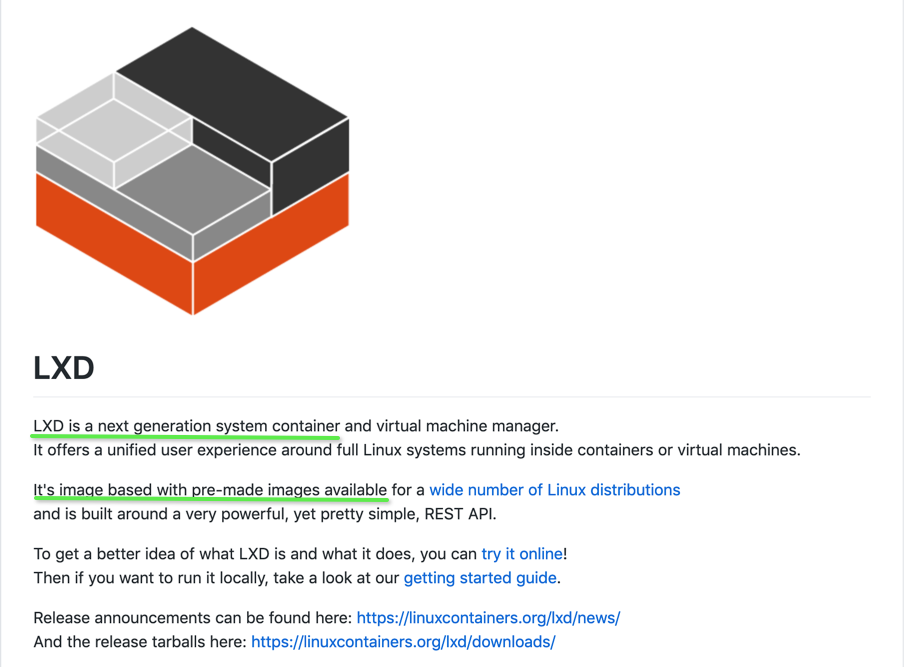 LXD
LXD is a next generation system container and virtual machine manager.
It offers a unified user experience around full Linux systems running inside containers or virtual machines.
It's image based with pre-made images available for a wide number of Linux distributions
and is built around a very powerful, yet pretty simple, REST API.
To get a better idea of what LXD is and what it does, you can try it online!
Then if you want to run it locally, take a look at our getting started guide.
Release announcements can be found here: https://linuxcontainers.org/lxd/news/
And the release tarballs here: https://linuxcontainers.org/lxd/downloads/